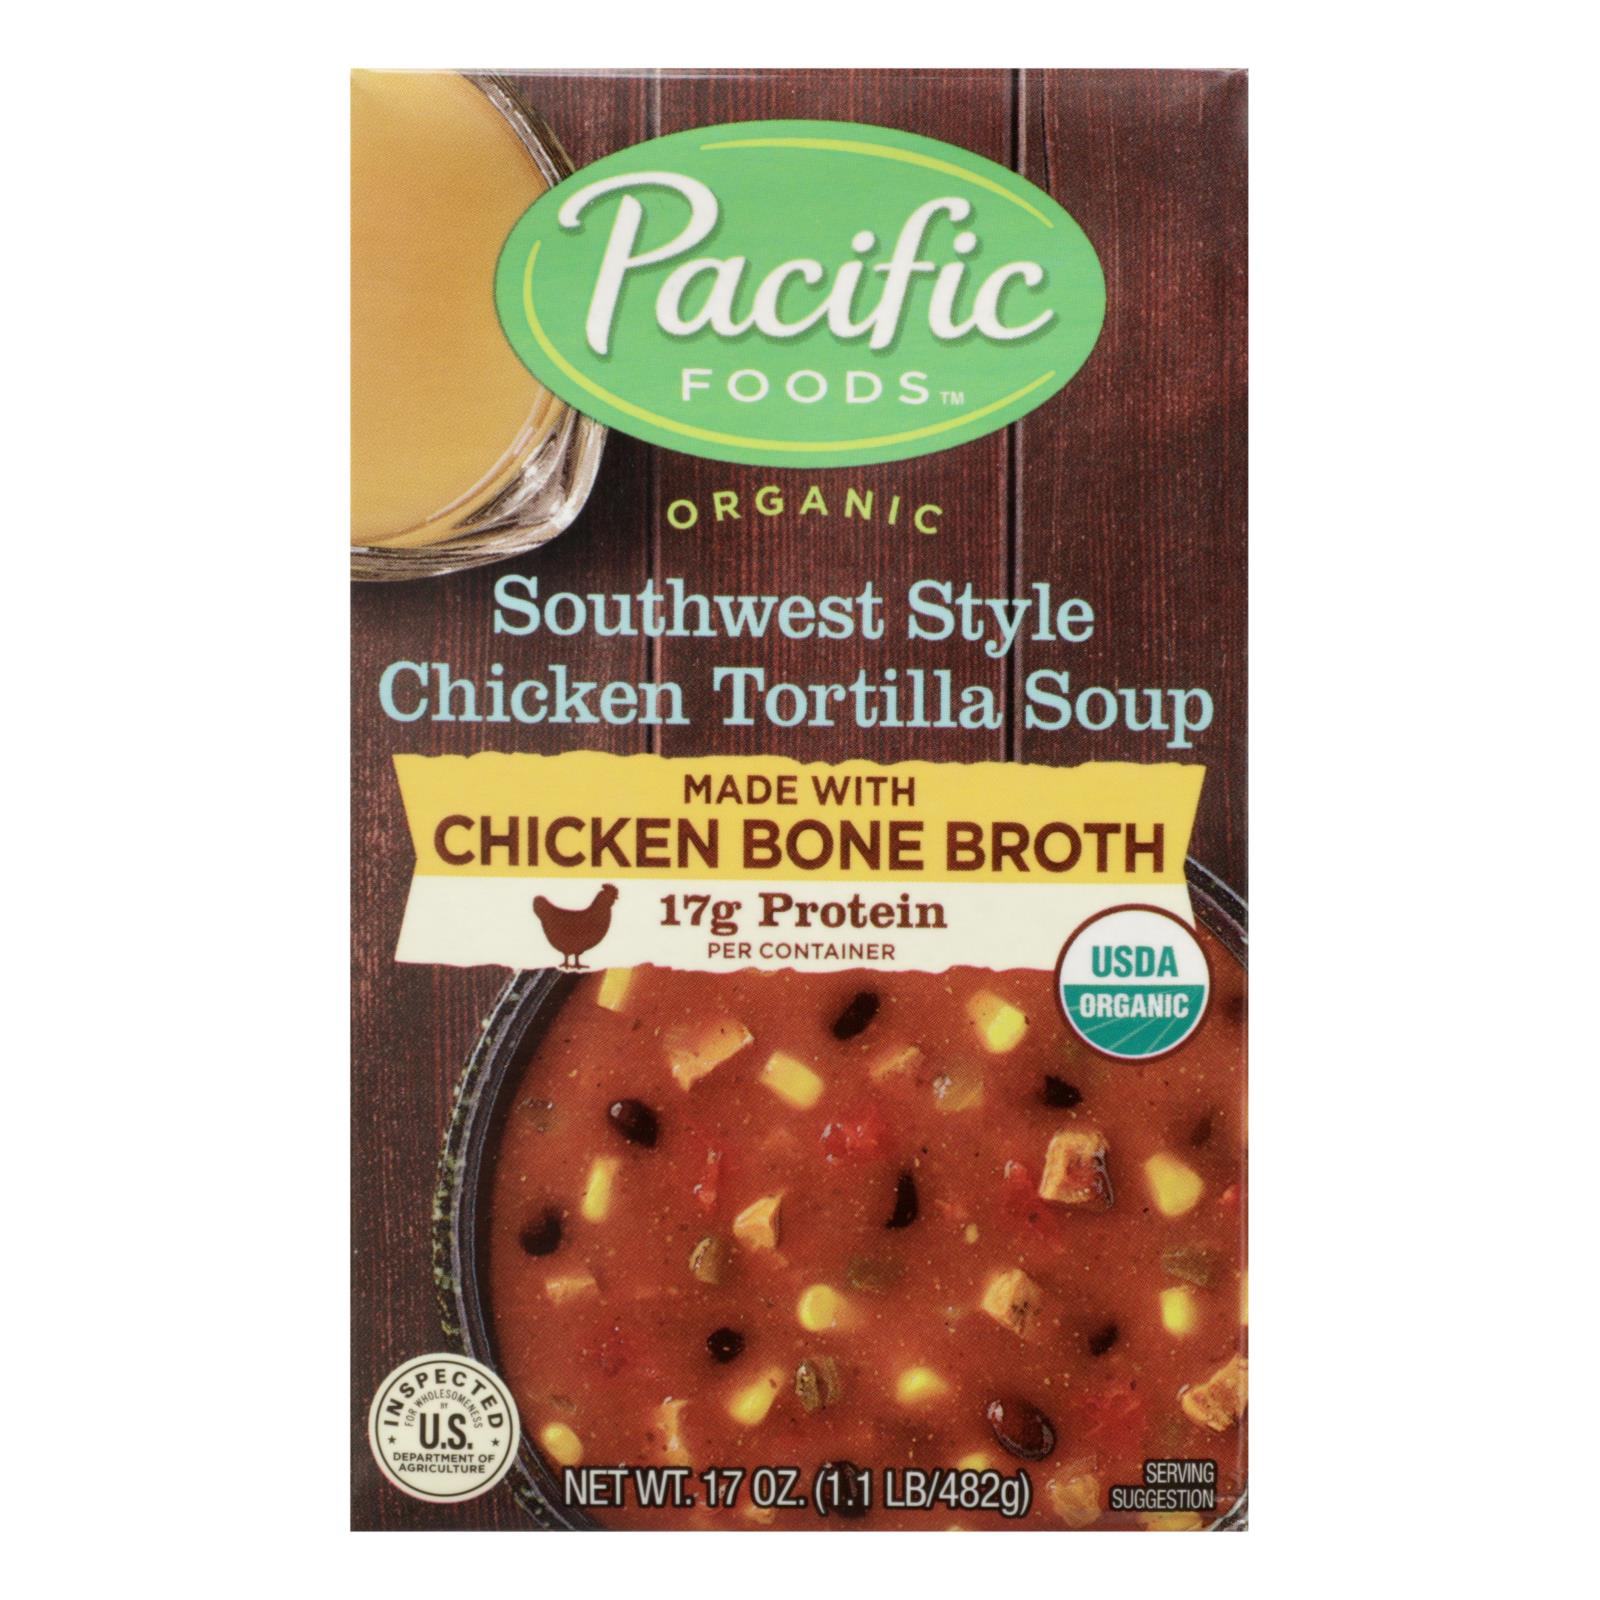 Pacific
FOODS™
ORGANIC
Southwest Style
Chicken Tortilla Soup
MADE WITH
CHICKEN BONE BROTH
17g Protein
PER CONTAINER
USDA
ORGANIC
INSPECTED
FOR WHOLESOMENESS
BY
U.S.
DEPARTMENT OF
AGRICULTURE
NET WT. 17 OZ. (1.1 LB/482g)
SERVING
SUGGESTION